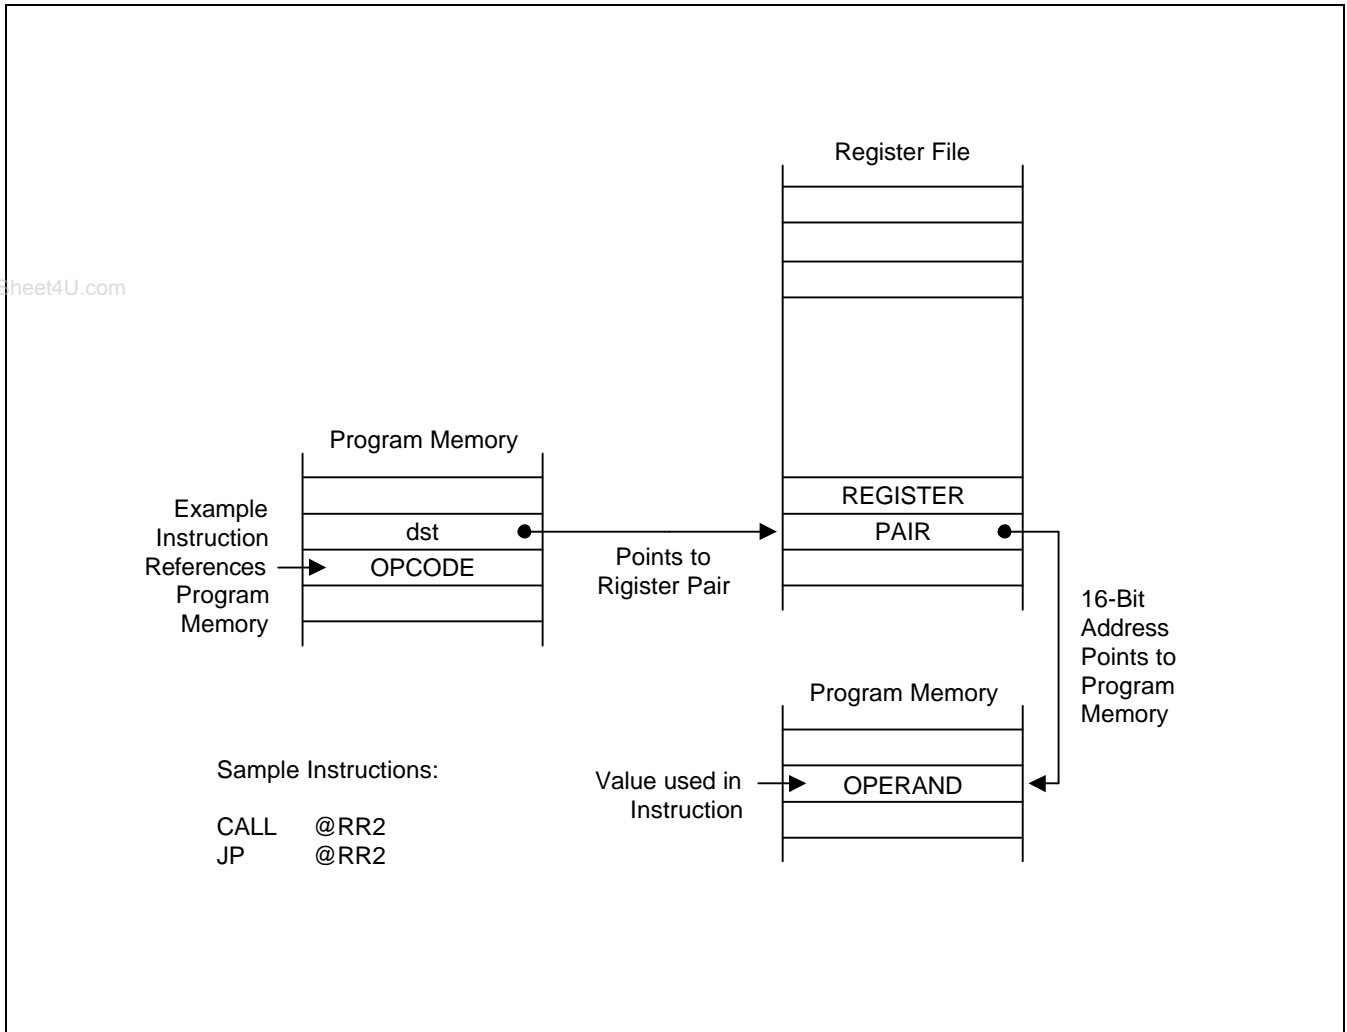 Register File
Sheet4U.com
Program Memory
Example
Instruction
References
Program
Memory
dst
OPCODE
Points to
Rigister Pair
REGISTER
PAIR
16-Bit
Address
Points to
Program
Memory
Program Memory
Value used in
Instruction
OPERAND
Sample Instructions:
CALL @RR2
JP @RR2